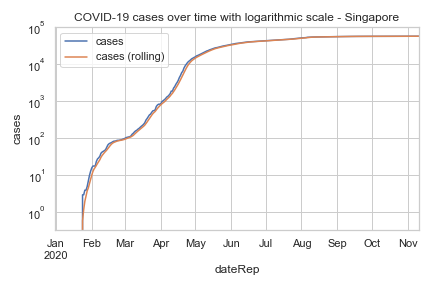 COVID-19 cases over time with logarithmic scale - Singapore
cases
cases (rolling)
10^5
10^4
10^3
10^2
10^1
10^0
cases
Jan Feb Mar Apr May Jun Jul Aug Sep Oct Nov
2020
dateRep